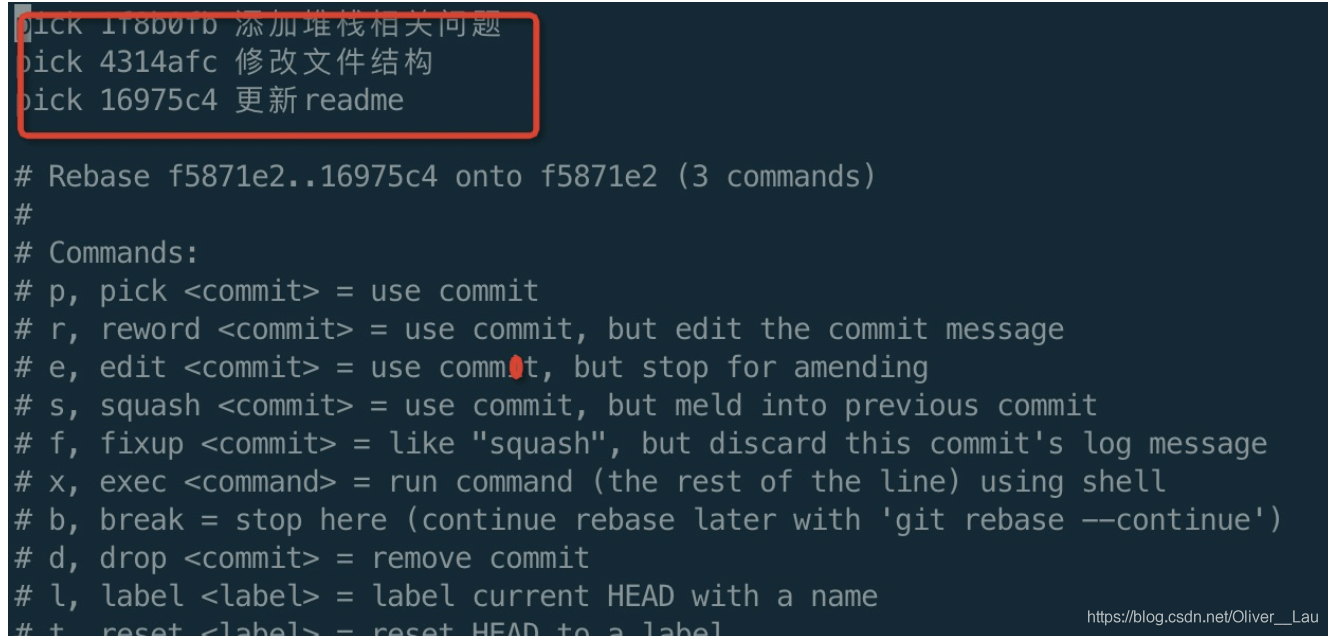 pick 1f8b0fb 添加堆栈相关问题
pick 4314afc 修改文件结构
pick 16975c4 更新readme
# Rebase f5871e2..16975c4 onto f5871e2 (3 commands)
#
# Commands:
# p, pick <commit> = use commit
# r, reword <commit> = use commit, but edit the commit message
# e, edit <commit> = use commit, but stop for amending
# s, squash <commit> = use commit, but meld into previous commit
# f, fixup <commit> = like "squash", but discard this commit's log message
# x, exec <command> = run command (the rest of the line) using shell
# b, break = stop here (continue rebase later with 'git rebase --continue')
# d, drop <commit> = remove commit
# l, label <label> = label current HEAD with a name
# t, reset <label> = reset HEAD to a label
https://blog.csdn.net/Oliver__Lau